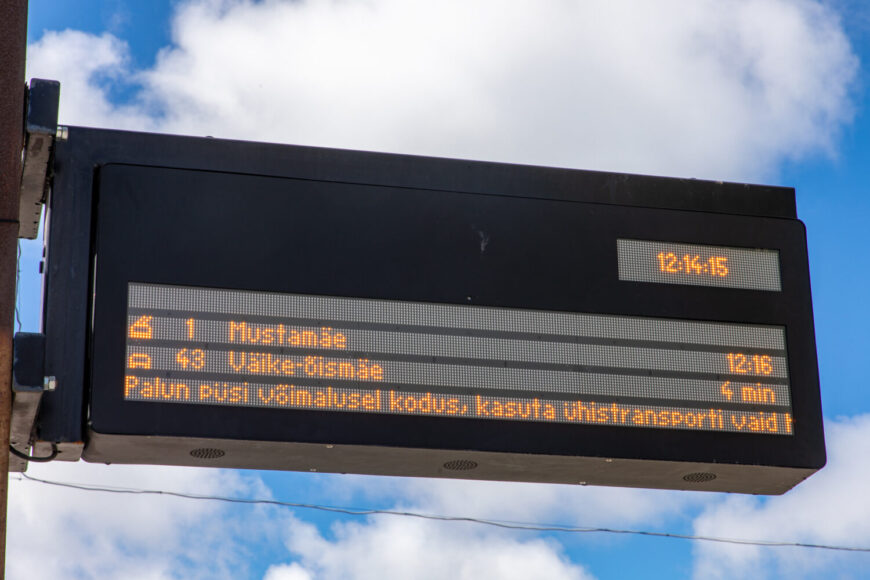 12:14:15
1 Mustamäe 12:16
43 Väike-Õismäe 4 min
Palun püsi võimalusel kodus, kasuta ühistransporti vaid